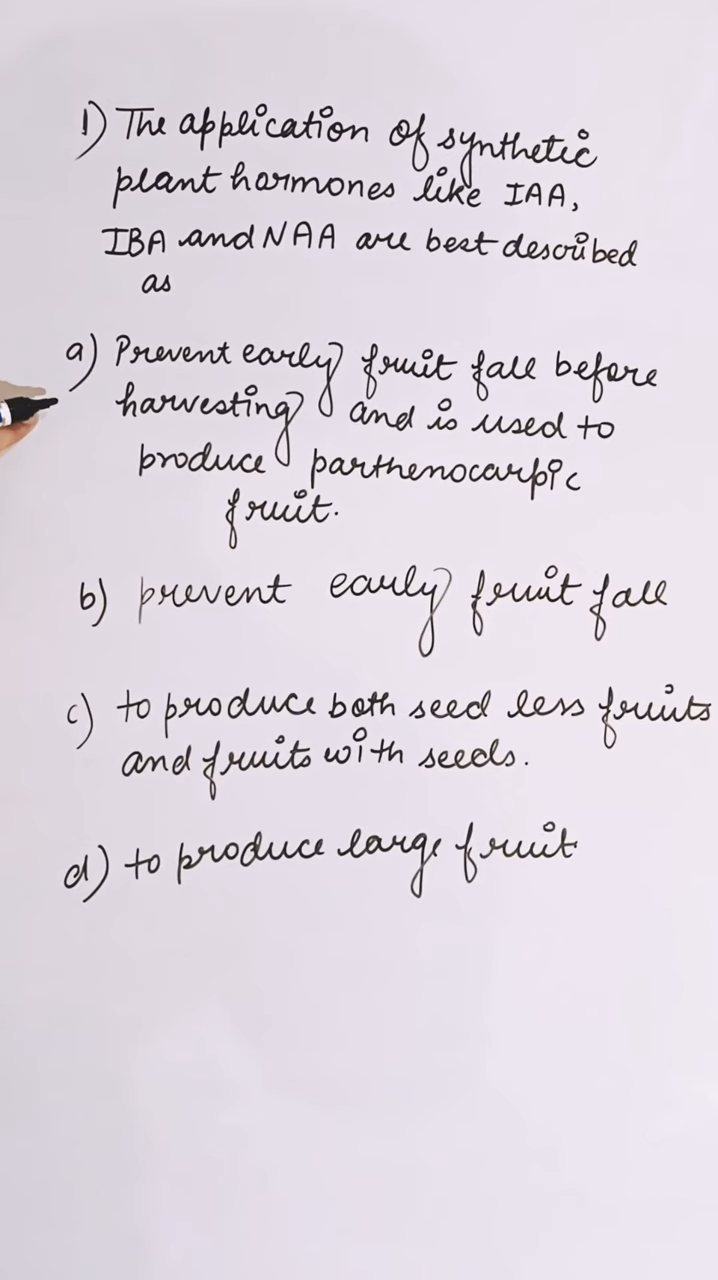 1) The application of synthetic
plant hormones like IAA,
IBA and NAA are best described
as
a) Prevent early fruit fall before
harvesting and is used to
produce parthenocarpic
fruit.
b) prevent early fruit fall
c) to produce both seed less fruits
and fruits with seeds.
d) to produce large fruit